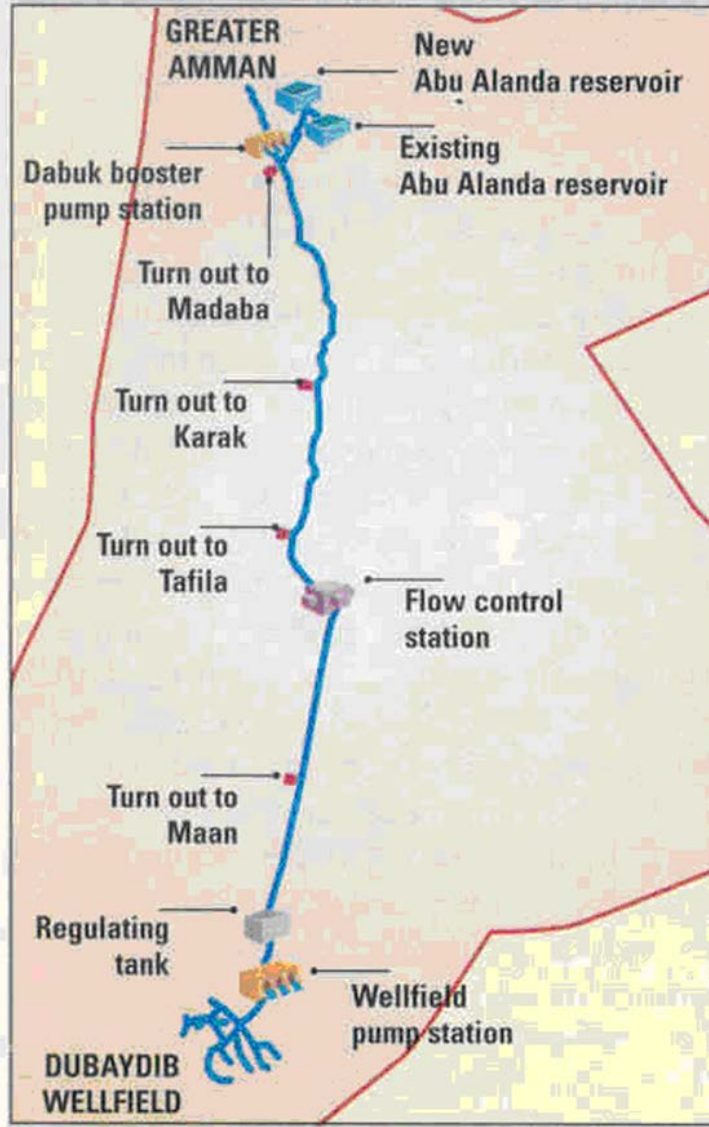 GREATER
AMMAN
New
Abu Alanda reservoir
Existing
Abu Alanda reservoir
Dabuk booster
pump station
Turn out to
Madaba
Turn out to
Karak
Turn out to
Tafila
Flow control
station
Turn out to
Maan
Regulating
tank
Wellfield
pump station
DUBAYDIB
WELLFIELD